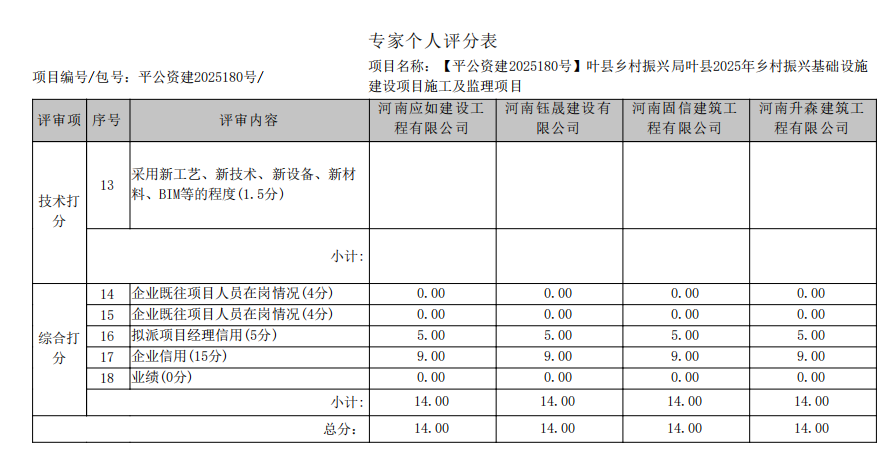 专家个人评分表
项目编号/包号：平公资建2025180号/
项目名称：【平公资建2025180号】叶县乡村振兴局叶县2025年乡村振兴基础设施
建设项目施工及监理项目
评审项 序号 评审内容 河南应如建设工程有限公司 河南钰晟建设有限公司 河南固信建筑工程有限公司 河南升森建筑工程有限公司
技术打分
13 采用新工艺、新技术、新设备、新材
料、BIM等的程度(1.5分)
小计：
综合打分
14 企业既往项目人员在岗情况(4分) 0.00 0.00 0.00 0.00
15 企业既往项目人员在岗情况(4分) 0.00 0.00 0.00 0.00
16 拟派项目经理信用(5分) 5.00 5.00 5.00 5.00
17 企业信用(15分) 9.00 9.00 9.00 9.00
18 业绩(0分) 0.00 0.00 0.00 0.00
小计： 14.00 14.00 14.00 14.00
总分： 14.00 14.00 14.00 14.00